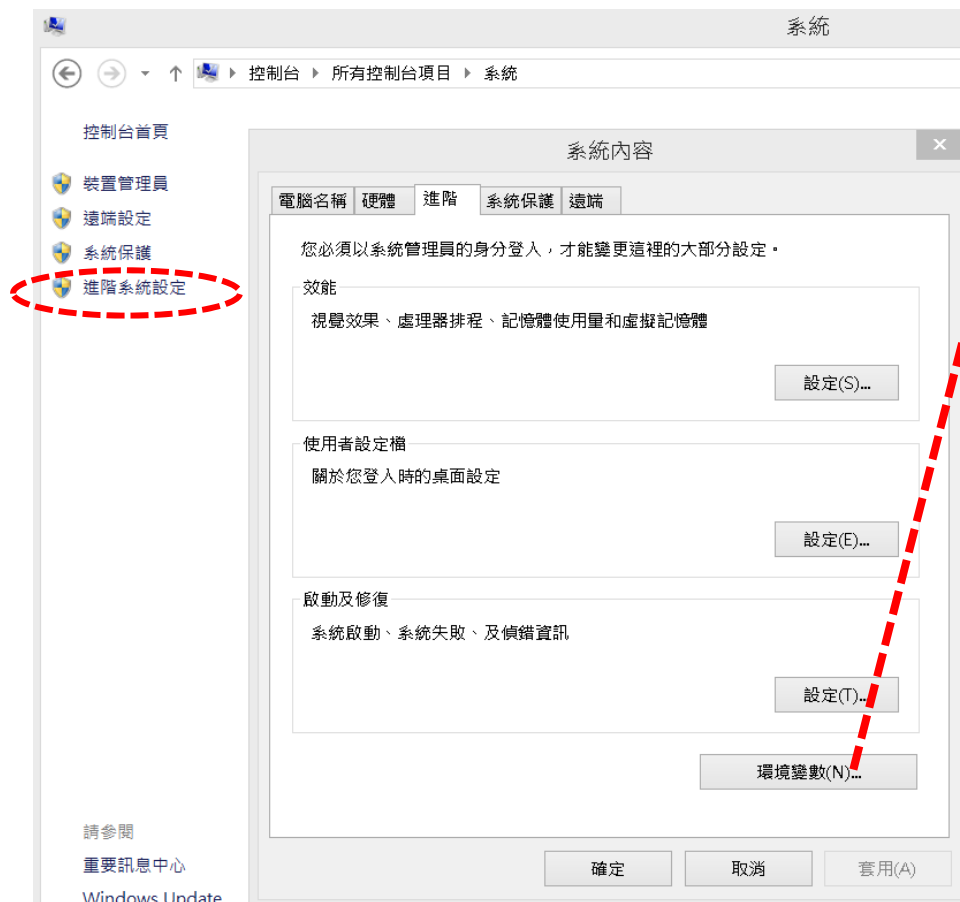 系統
控制台 ▸ 所有控制台項目 ▸ 系統
控制台首頁
裝置管理員
遠端設定
系統保護
進階系統設定
系統內容
電腦名稱 硬體 進階 系統保護 遠端
您必須以系統管理員的身分登入，才能變更這裡的大部分設定。
效能
視覺效果、處理器排程、記憶體使用量和虛擬記憶體
設定(S)...
使用者設定檔
關於您登入時的桌面設定
設定(E)...
啟動及修復
系統啟動、系統失敗、及偵錯資訊
設定(T)...
環境變數(N)...
確定 取消 套用(A)
請參閱
重要訊息中心
Windows Update